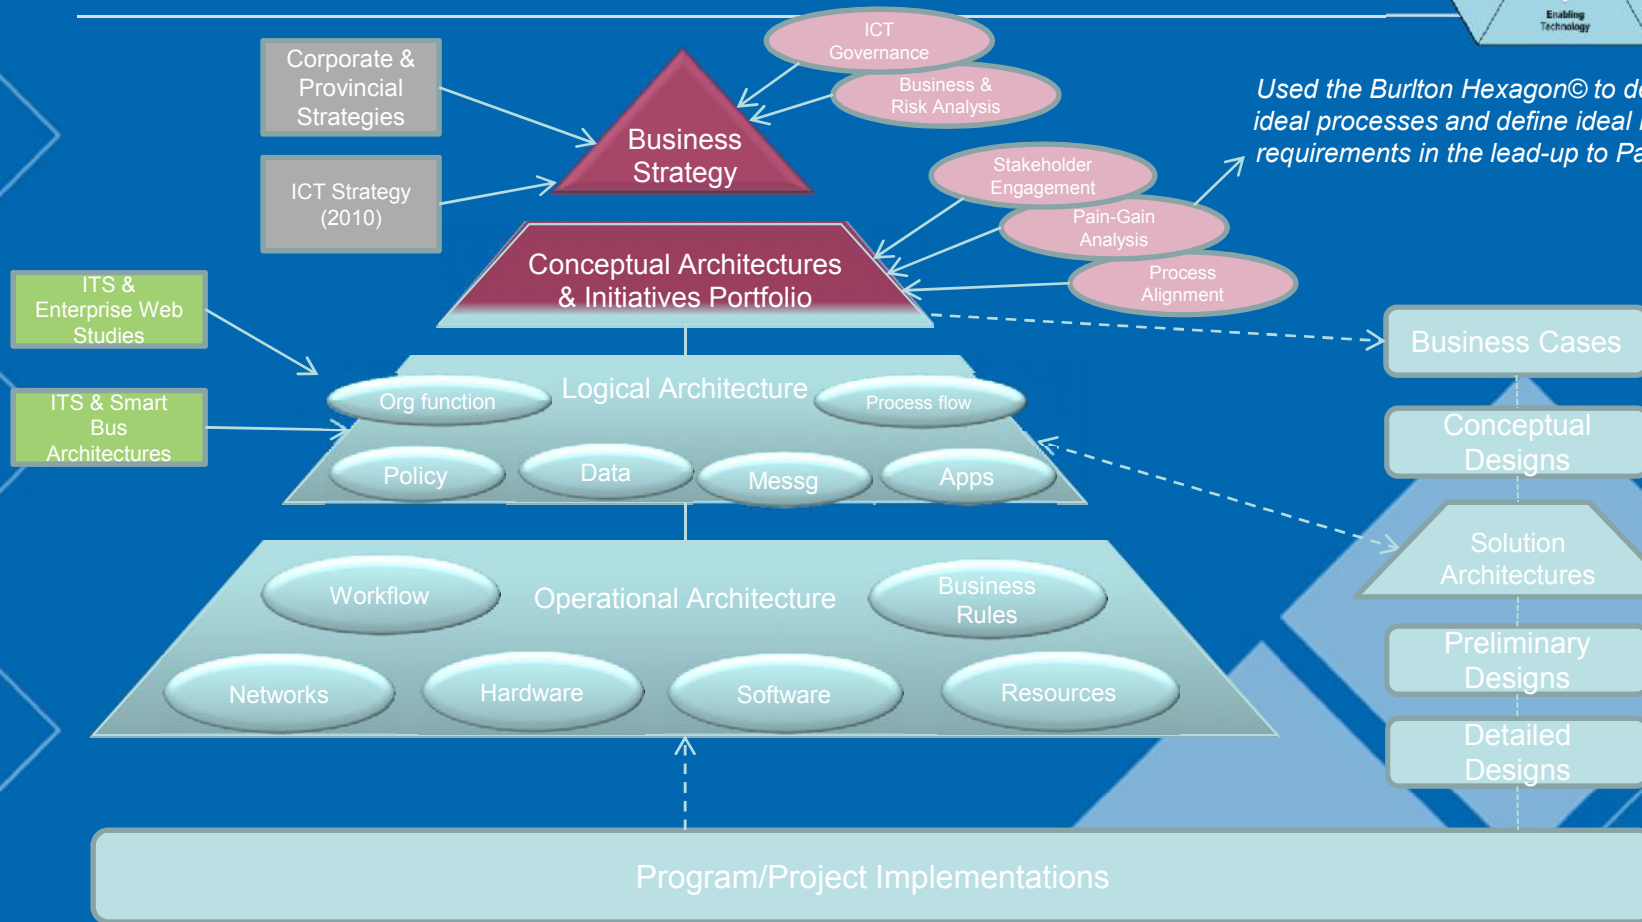 Enabling
Technology
ICT
Governance
Corporate &
Provincial
Strategies
Business &
Risk Analysis
Used the Burlton Hexagon© to de
ideal processes and define ideal
requirements in the lead-up to Pa
Business
Strategy
Stakeholder
Engagement
ICT Strategy
(2010)
Pain-Gain
Analysis
Conceptual Architectures
& Initiatives Portfolio
Process
Alignment
ITS &
Enterprise Web
Studies
Business Cases
Logical Architecture
Org function
Process flow
ITS & Smart
Bus
Architectures
Conceptual
Designs
Policy
Data
Messg
Apps
Solution
Architectures
Workflow
Operational Architecture
Business
Rules
Preliminary
Designs
Networks
Hardware
Software
Resources
Detailed
Designs
Program/Project Implementations